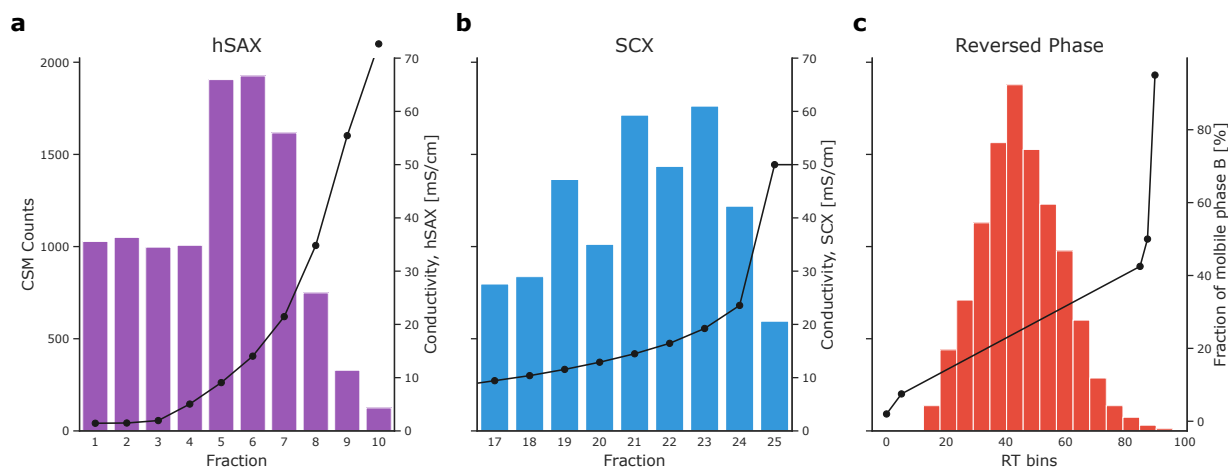 a
hSAX
2000
1500
1000
500
0
CSM Counts
1 2 3 4 5 6 7 8 9 10
Fraction
70
60
50
40
30
20
10
0
Conductivity, hSAX [mS/cm]
b
SCX
17 18 19 20 21 22 23 24 25
Fraction
70
60
50
40
30
20
10
0
Conductivity, SCX [mS/cm]
c
Reversed Phase
0 20 40 60 80 100
RT bins
80
60
40
20
0
Fraction of molbile phase B [%]